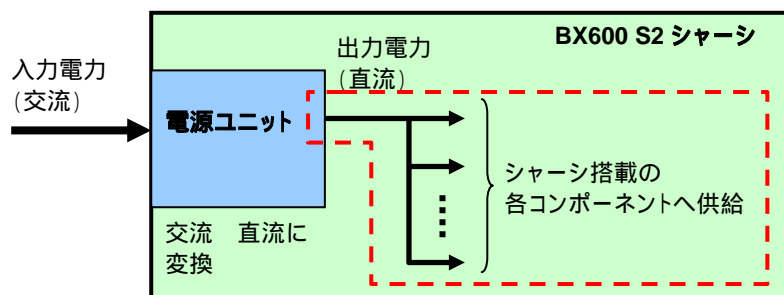 BX600 S2 シャーシ
出力電力
(直流)
入力電力
(交流)
電源ユニット
シャーシ搭載の
各コンポーネントへ供給
交流　直流に
変換